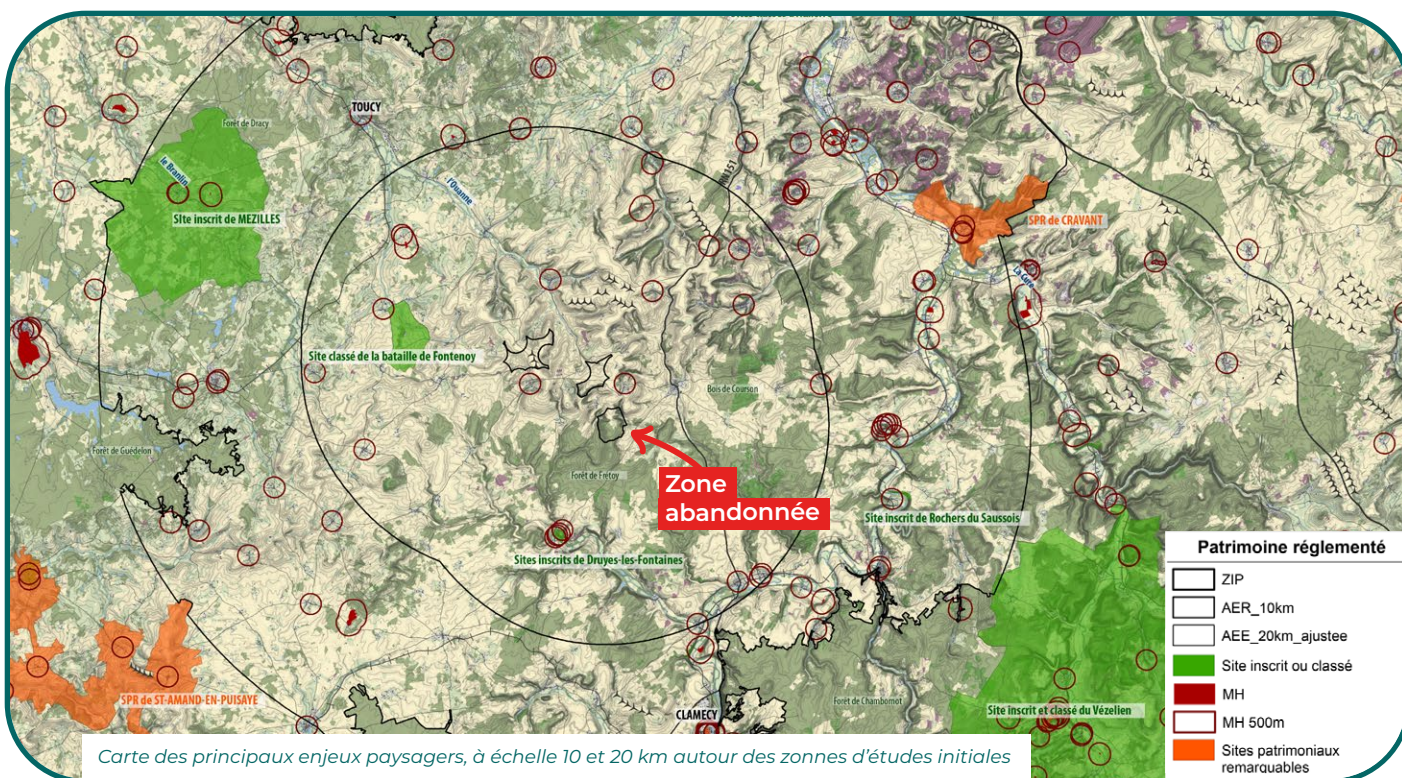 TOUCY
Forêt de Dracy
le Branlin
l'Ouanne
Site inscrit de MEZILLES
SPR de CRAVANT
La Cure
Site classé de la bataille de Fontenoy
Bois de Courson
Forêt de Guédelon
Forêt de Frétoy
Zone
abandonnée
Site inscrit de Rochers du Saussois
Sites inscrits de Druyes-les-Fontaines
SPR de ST-AMAND-EN-PUISAYE
CLAMECY
Forêt de Chambornot
Site inscrit et classé du Vézelien
Patrimoine réglementé
ZIP
AER_10km
AEE_20km_ajustee
Site inscrit ou classé
MH
MH 500m
Sites patrimoniaux
remarquables
Carte des principaux enjeux paysagers, à échelle 10 et 20 km autour des zonnes d'études initiales